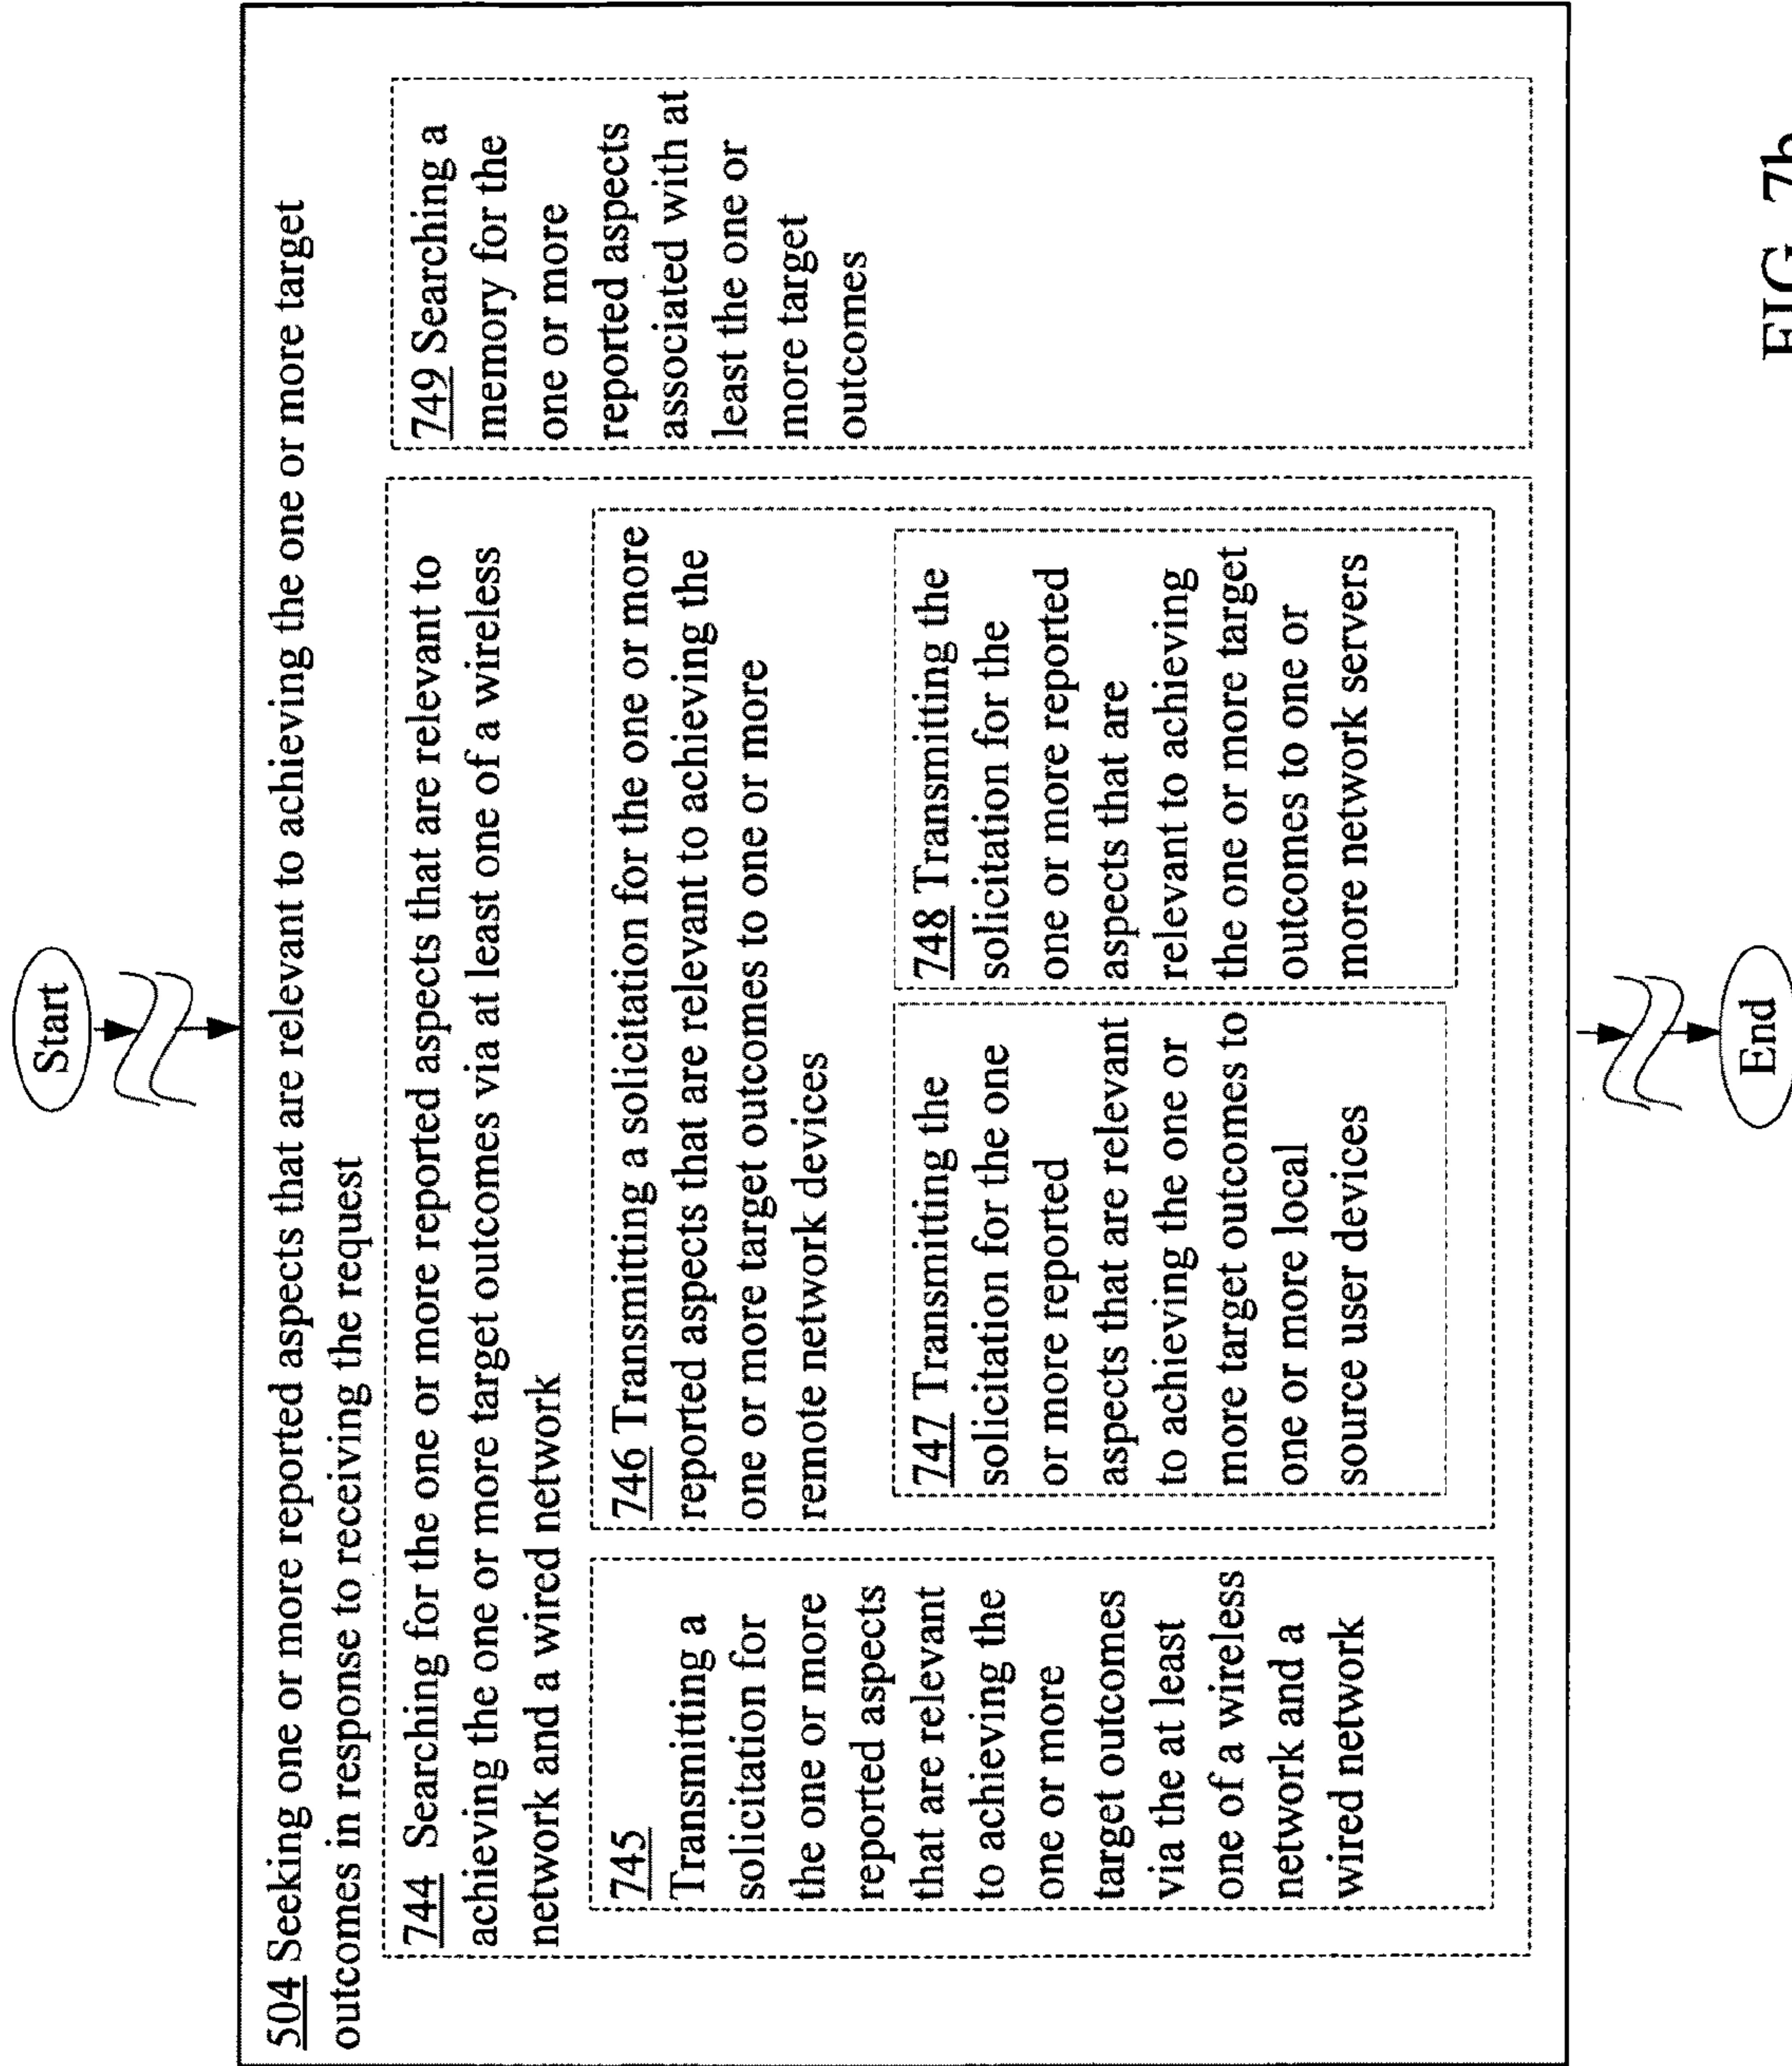 Start
504 Seeking one or more reported aspects that are relevant to achieving the one or more target
outcomes in response to receiving the request
744 Searching for the one or more reported aspects that are relevant to
achieving the one or more target outcomes via at least one of a wireless
network and a wired network
745
Transmitting a
solicitation for
the one or more
reported aspects
that are relevant
to achieving the
one or more
target outcomes
via the at least
one of a wireless
network and a
wired network
746 Transmitting a solicitation for the one or more
reported aspects that are relevant to achieving the
one or more target outcomes to one or more
remote network devices
747 Transmitting the
solicitation for the one
or more reported
aspects that are relevant
to achieving the one or
more target outcomes to
one or more local
source user devices
748 Transmitting the
solicitation for the
one or more reported
aspects that are
relevant to achieving
the one or more target
outcomes to one or
more network servers
749 Searching a
memory for the
one or more
reported aspects
associated with at
least the one or
more target
outcomes
End
FIG. 7b